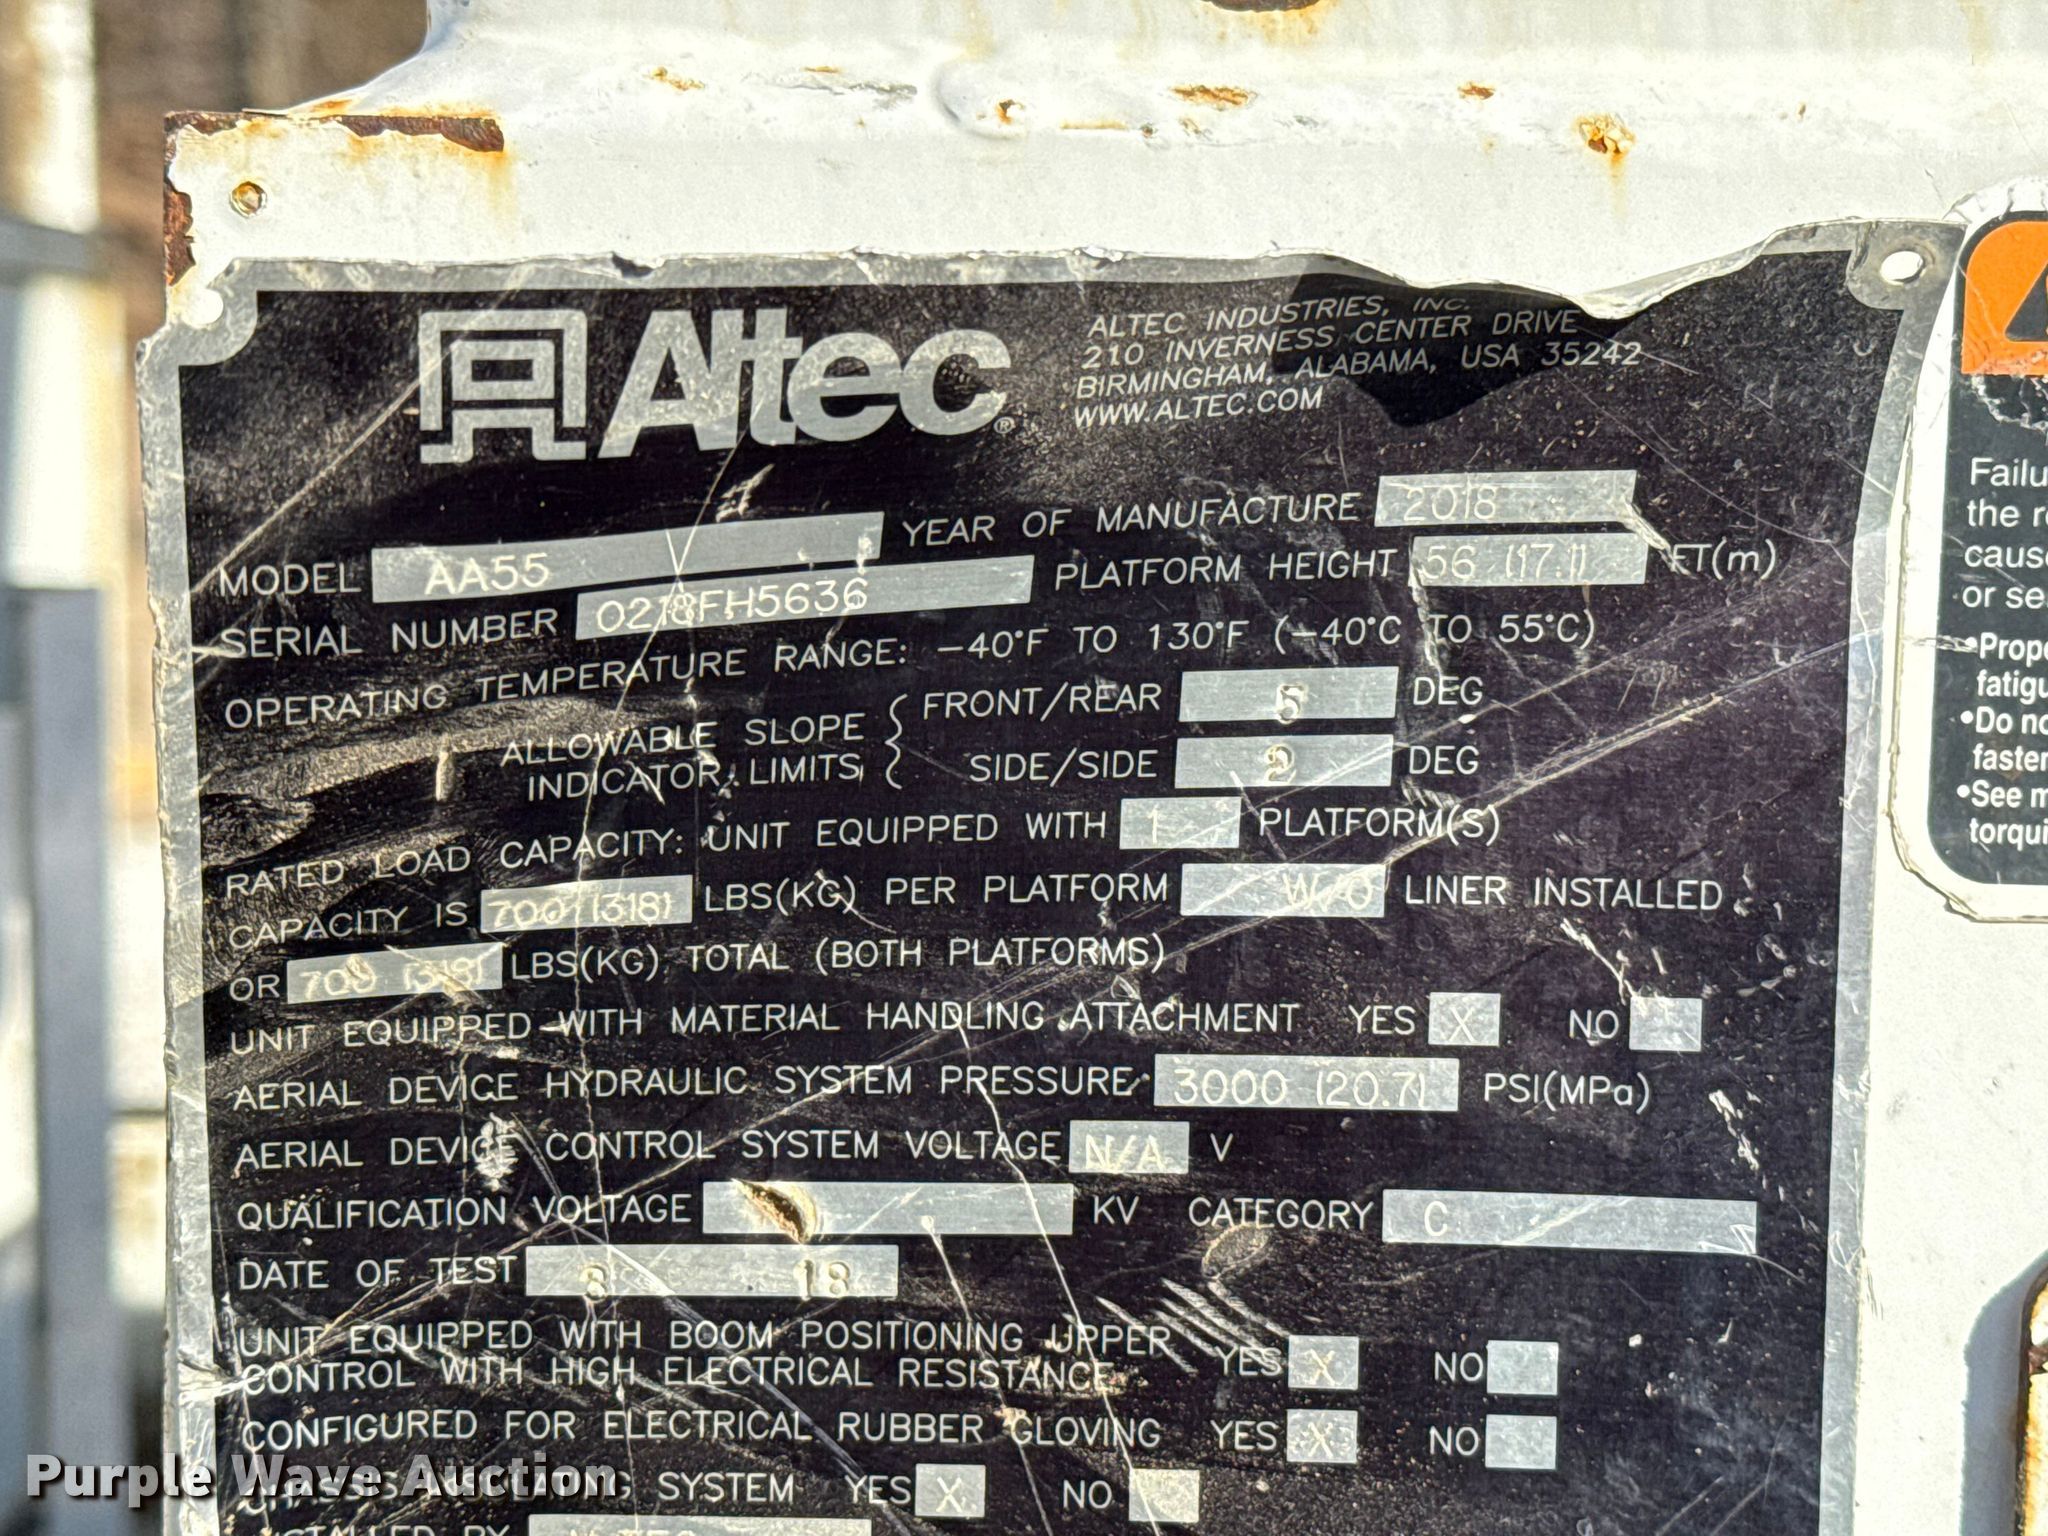 Altec®
ALTEC INDUSTRIES, INC.
210 INVERNESS CENTER DRIVE
BIRMINGHAM, ALABAMA, USA 35242
WWW.ALTEC.COM
MODEL AA55 YEAR OF MANUFACTURE 2018
SERIAL NUMBER 0218FH5636 PLATFORM HEIGHT 56 (17.1) FT(m)
OPERATING TEMPERATURE RANGE: -40°F TO 130°F (-40°C TO 55°C)
ALLOWABLE SLOPE INDICATOR LIMITS { FRONT/REAR 5 DEG
SIDE/SIDE 2 DEG
RATED LOAD CAPACITY: UNIT EQUIPPED WITH 1 PLATFORM(S)
CAPACITY IS 700 (318) LBS(KG) PER PLATFORM W/O LINER INSTALLED
OR 700 (318) LBS(KG) TOTAL (BOTH PLATFORMS)
UNIT EQUIPPED WITH MATERIAL HANDLING ATTACHMENT YES X NO
AERIAL DEVICE HYDRAULIC SYSTEM PRESSURE 3000 (20.7) PSI(MPa)
AERIAL DEVICE CONTROL SYSTEM VOLTAGE N/A V
QUALIFICATION VOLTAGE KV CATEGORY C
DATE OF TEST 3 18
UNIT EQUIPPED WITH BOOM POSITIONING UPPER
CONTROL WITH HIGH ELECTRICAL RESISTANCE YES X NO
CONFIGURED FOR ELECTRICAL RUBBER GLOVING YES X NO
CHASSIS INSULATING SYSTEM YES X NO
INSTALLED BY
Failu
the r
caus
or se
•Prope
fatigu
•Do no
faster
•See m
torqui
Purple Wave Auction